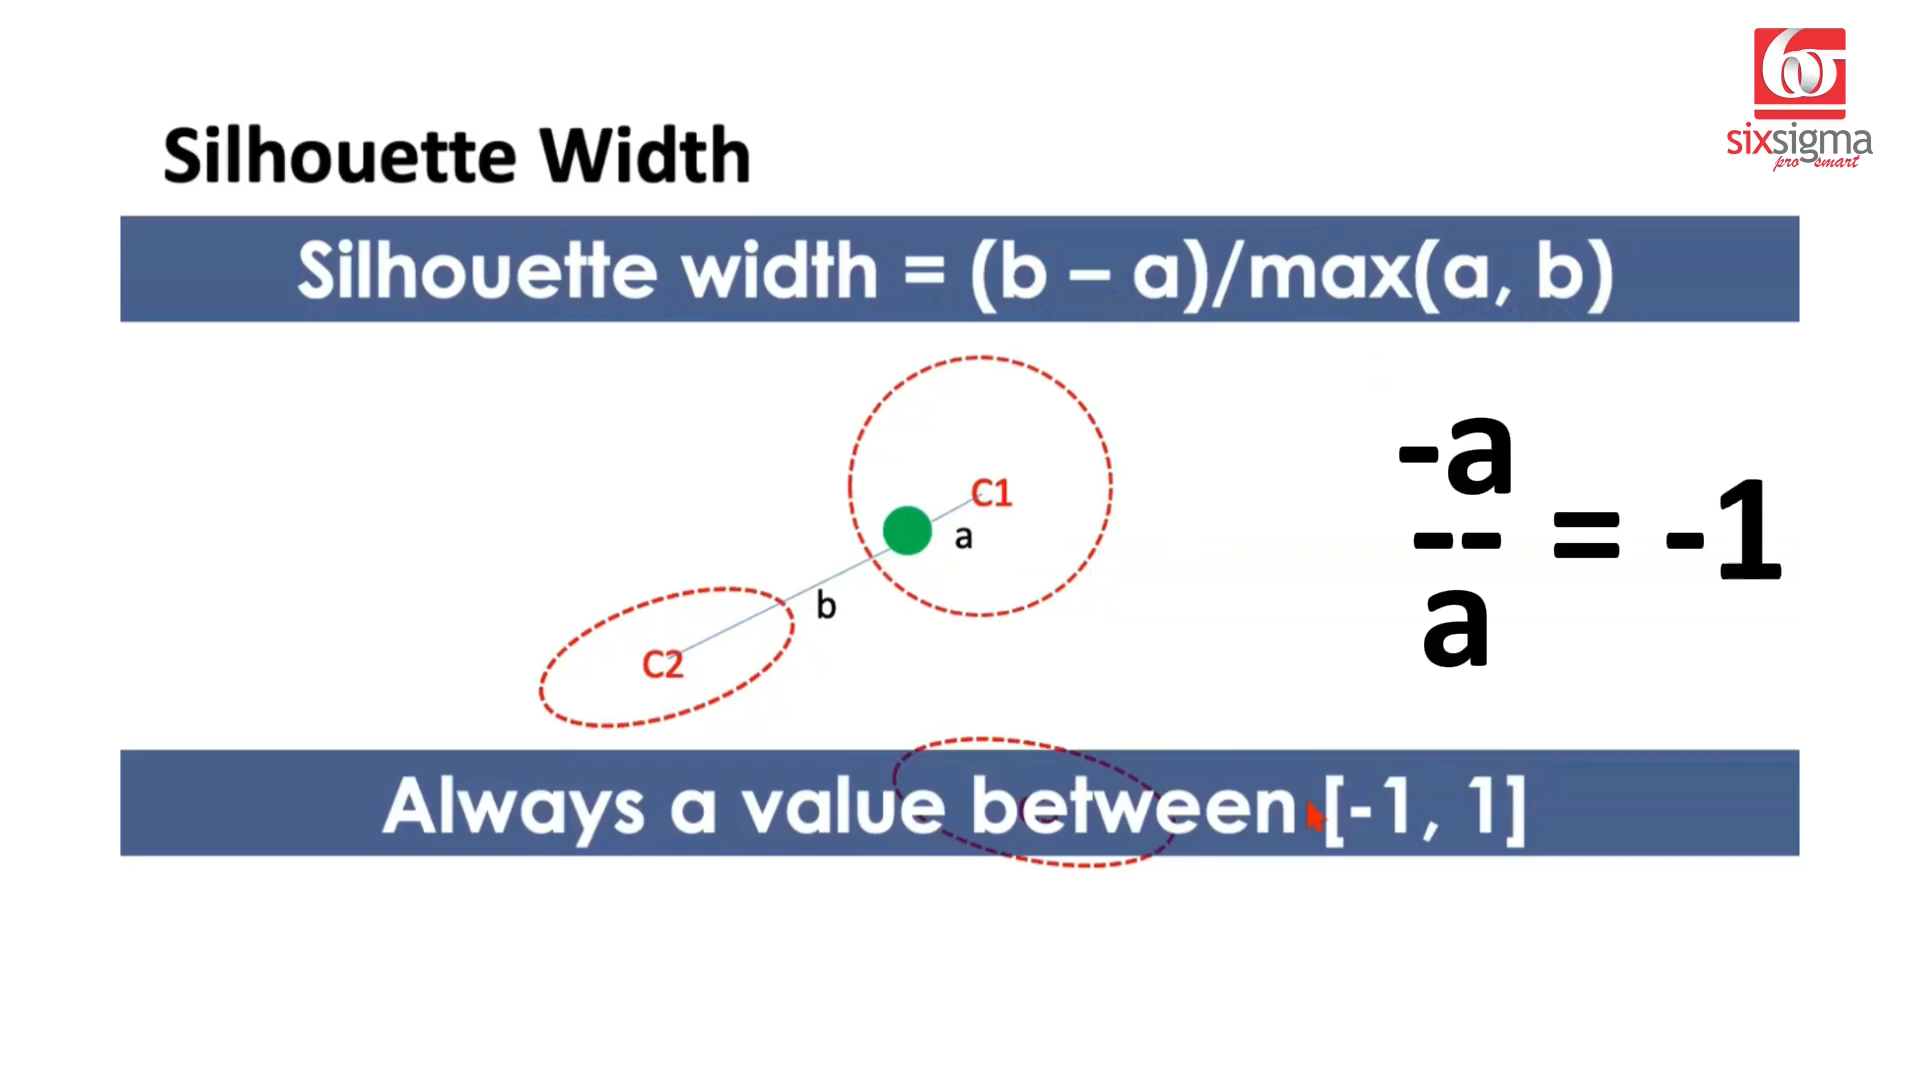 sixsigma
pro smart
Silhouette Width
Silhouette width = (b – a)/max(a, b)
C1
a
b
C2
-a
-- = -1
a
Always a value between [-1, 1]